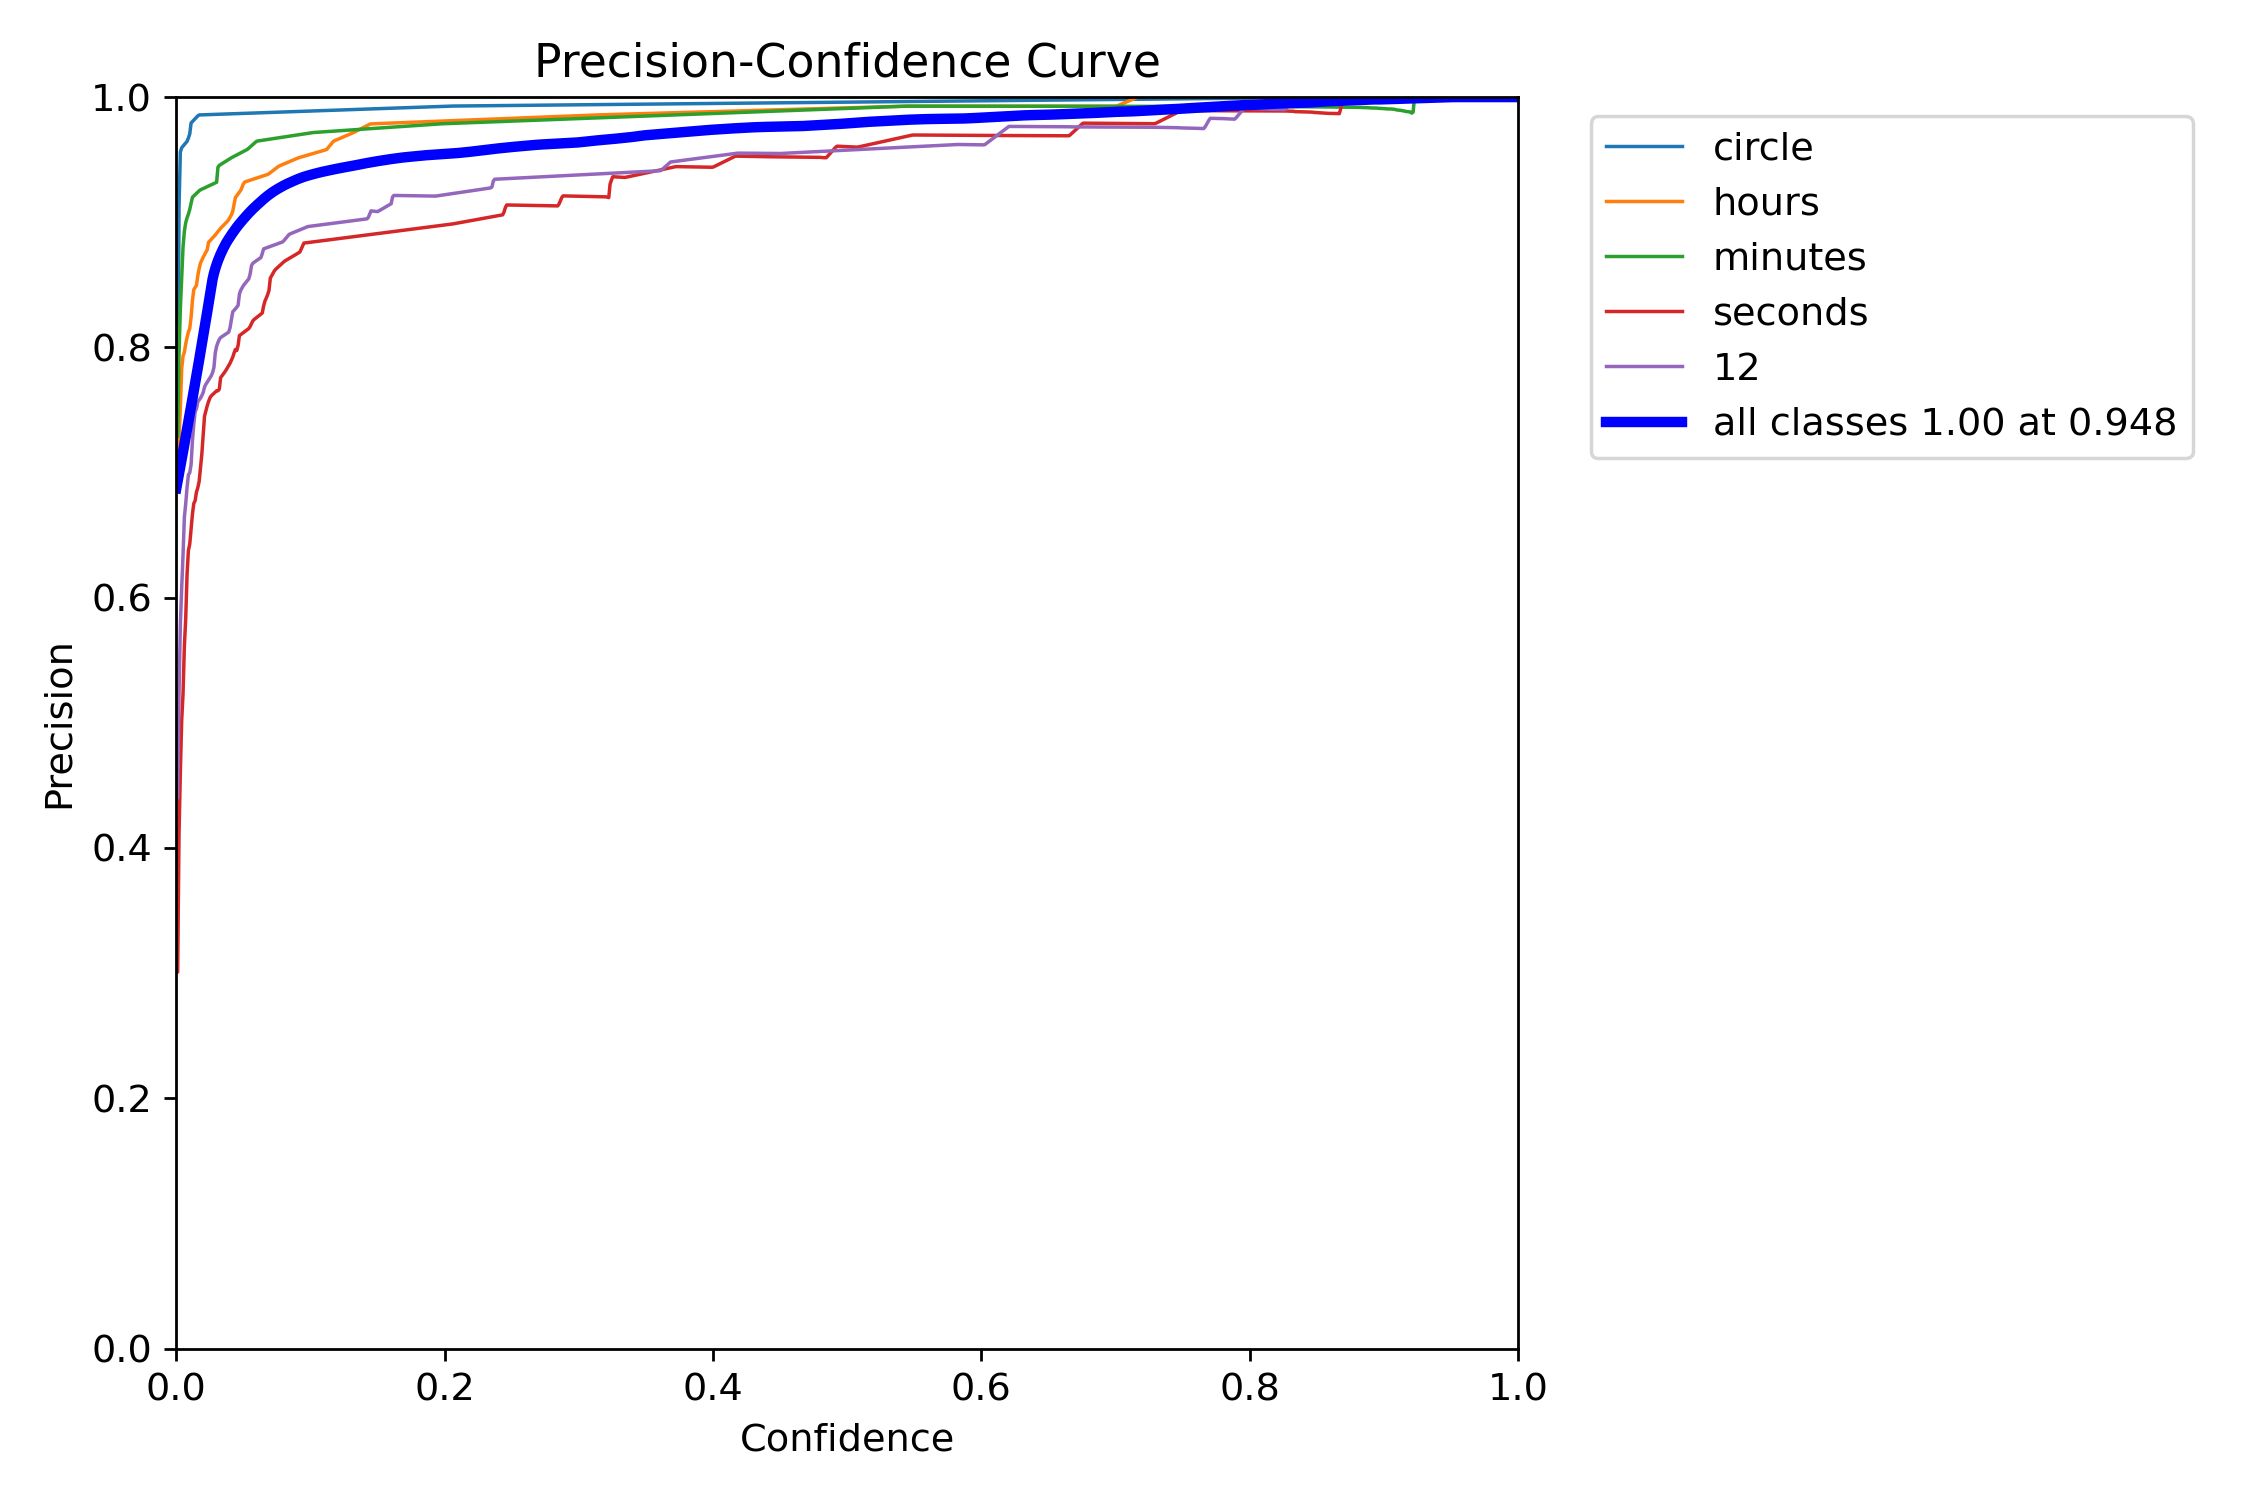 Precision-Confidence Curve
1.0
0.8
0.6
0.4
0.2
0.0
Precision
0.0 0.2 0.4 0.6 0.8 1.0
Confidence
circle
hours
minutes
seconds
12
all classes 1.00 at 0.948